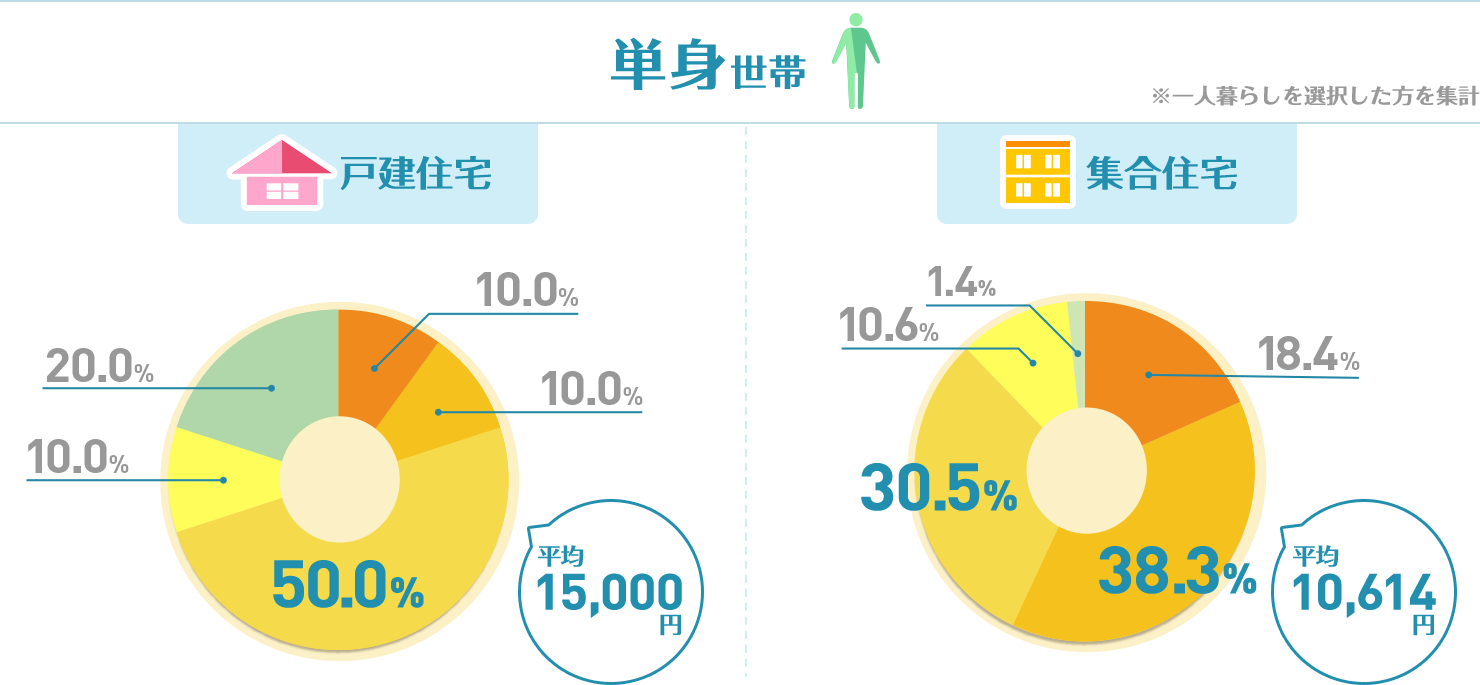 単身世帯
※一人暮らしを選択した方を集計
戸建住宅
10.0%
20.0%
10.0%
10.0%
50.0%
平均
15,000
円
集合住宅
1.4%
10.6%
18.4%
30.5%
38.3%
平均
10,614
円